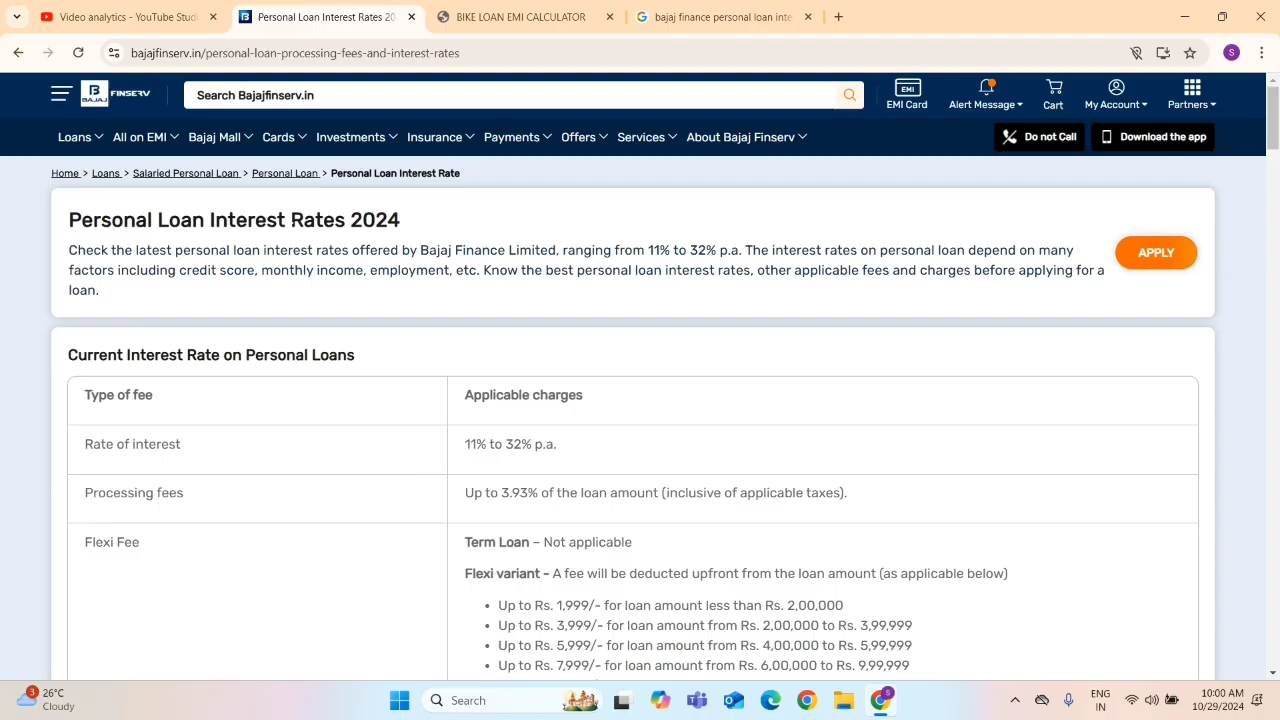 Video analytics - YouTube Stud
Personal Loan Interest Rates 20
BIKE LOAN EMI CALCULATOR
bajaj finance personal loan inte
bajajfinserv.in/personal-loan-processing-fees-and-interest-rates
S
BAJAJ FINSERV
Search Bajajfinserv.in
EMI
EMI Card
Alert Message
Cart
My Account
Partners
Loans
All on EMI
Bajaj Mall
Cards
Investments
Insurance
Payments
Offers
Services
About Bajaj Finserv
Do not Call
Download the app
Home > Loans > Salaried Personal Loan > Personal Loan > Personal Loan Interest Rate
Personal Loan Interest Rates 2024
Check the latest personal loan interest rates offered by Bajaj Finance Limited, ranging from 11% to 32% p.a. The interest rates on personal loan depend on many
factors including credit score, monthly income, employment, etc. Know the best personal loan interest rates, other applicable fees and charges before applying for a
loan.
APPLY
Current Interest Rate on Personal Loans
Type of fee
Applicable charges
Rate of interest
11% to 32% p.a.
Processing fees
Up to 3.93% of the loan amount (inclusive of applicable taxes).
Flexi Fee
Term Loan – Not applicable
Flexi variant - A fee will be deducted upfront from the loan amount (as applicable below)
• Up to Rs. 1,999/- for loan amount less than Rs. 2,00,000
• Up to Rs. 3,999/- for loan amount from Rs. 2,00,000 to Rs. 3,99,999
• Up to Rs. 5,999/- for loan amount from Rs. 4,00,000 to Rs. 5,99,999
• Up to Rs. 7,999/- for loan amount from Rs. 6,00,000 to Rs. 9,99,999
3
26°C
Cloudy
Search
S
ENG
IN
10:00 AM
10/29/2024